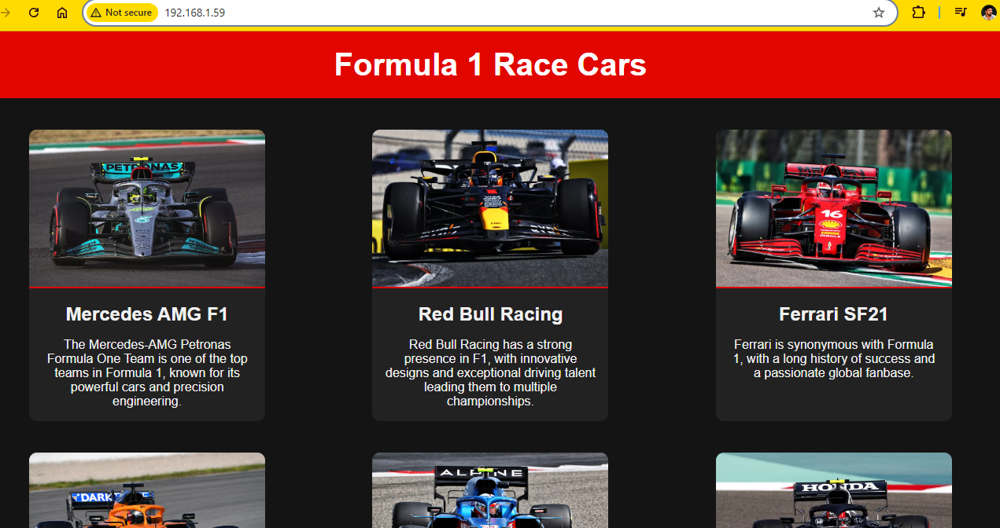 Not secure
192.168.1.59
Formula 1 Race Cars
PETRONAS
16
Mercedes AMG F1
Red Bull Racing
Ferrari SF21
The Mercedes-AMG Petronas
Formula One Team is one of the top
teams in Formula 1, known for its
powerful cars and precision
engineering.
Red Bull Racing has a strong
presence in F1, with innovative
designs and exceptional driving talent
leading them to multiple
championships.
Ferrari is synonymous with Formula
1, with a long history of success and
a passionate global fanbase.
ALPINE
HONDA